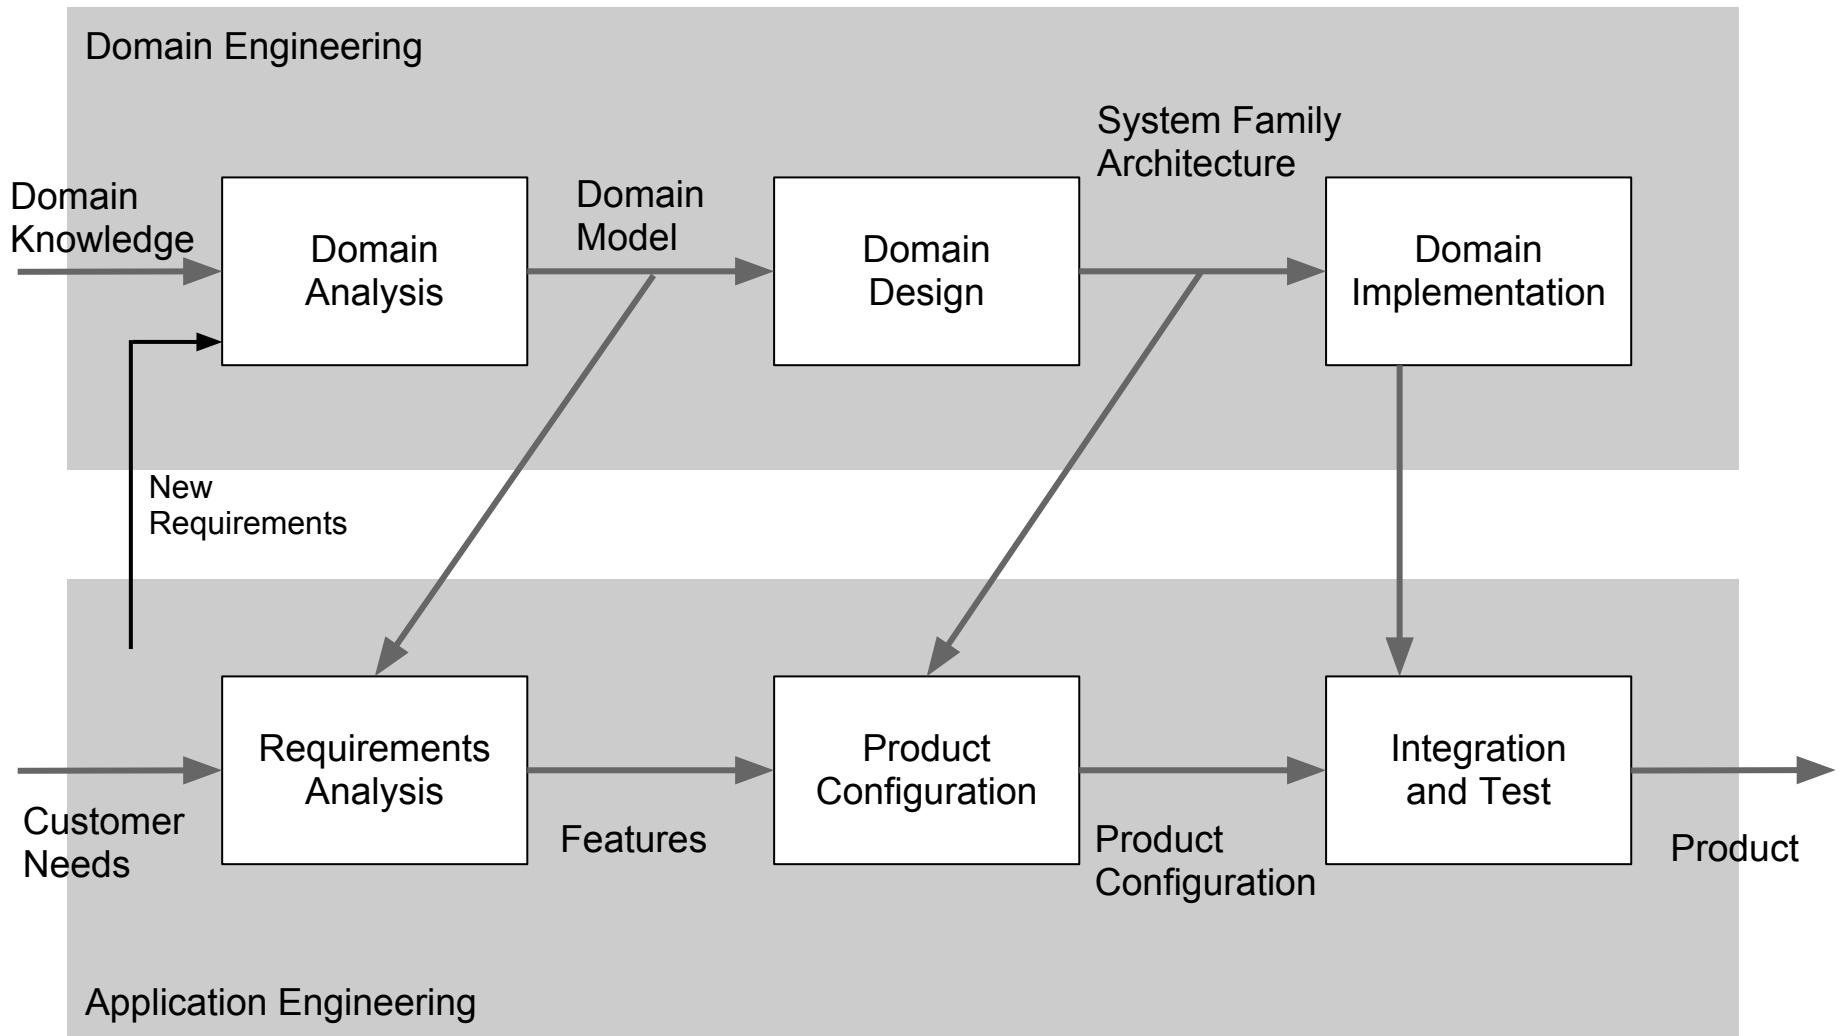 Domain Engineering
System Family
Architecture
Domain
Knowledge
Domain
Analysis
Domain
Model
Domain
Design
Domain
Implementation
New
Requirements
Requirements
Analysis
Product
Configuration
Integration
and Test
Customer
Needs
Features
Product
Configuration
Product
Application Engineering